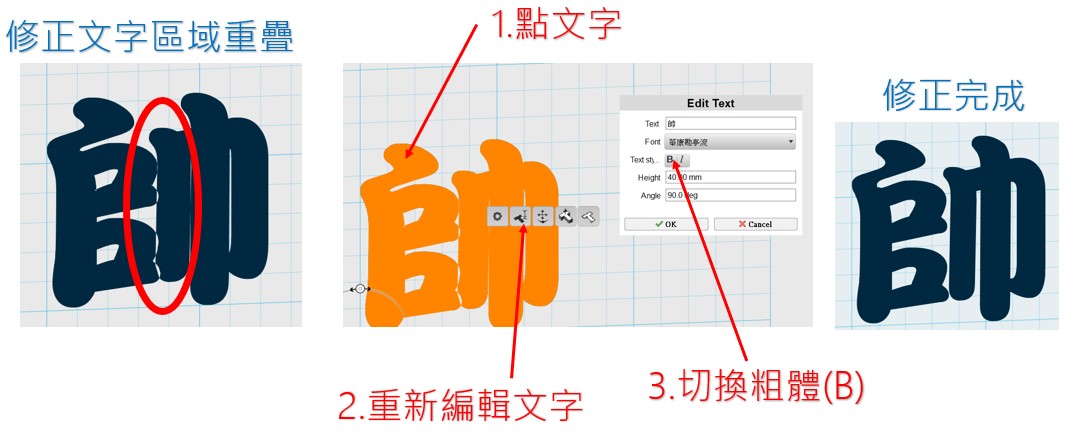 修正文字區域重疊
帥
1.點文字
帥
Edit Text
Text 帥
Font 華康勘亭流
Text sty...
B I
Height 40.00 mm
Angle 90.0 deg
OK Cancel
2.重新編輯文字
3.切換粗體(B)
修正完成
帥